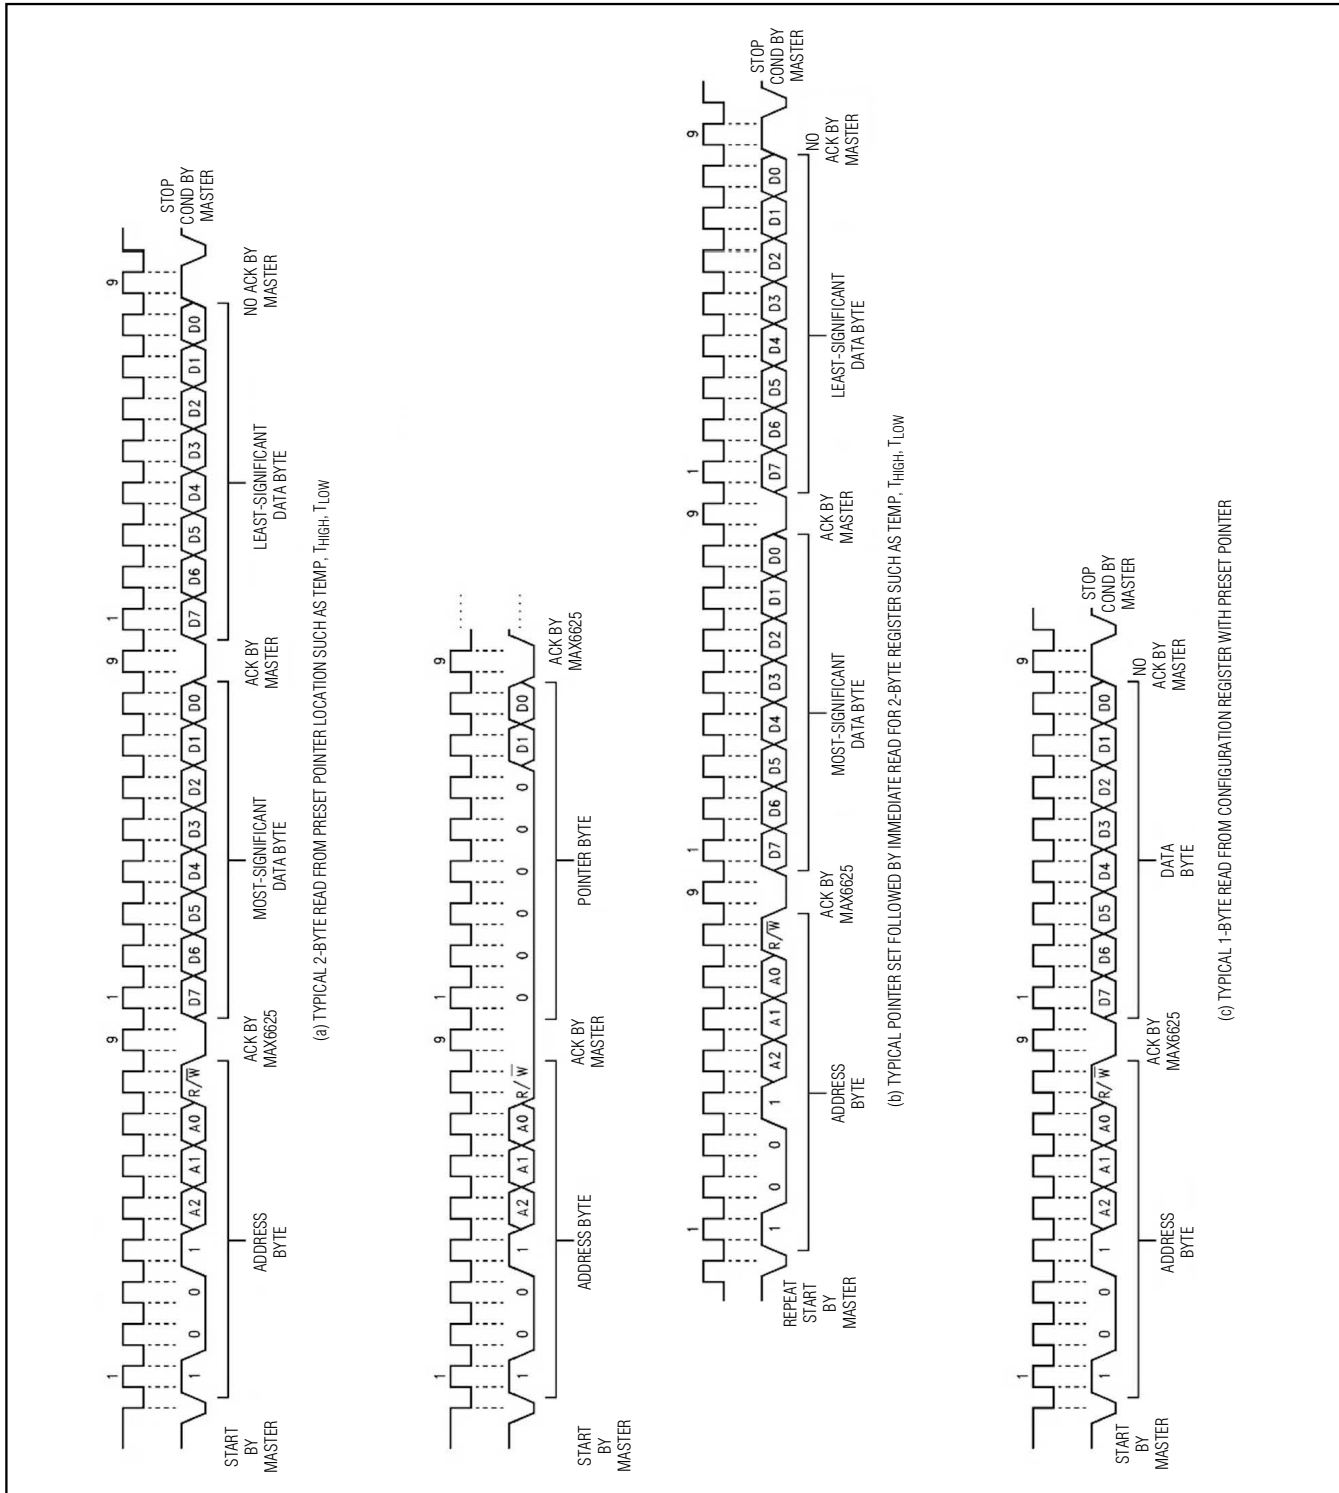 1 9 1 9 1 9
1 0 0 1 A2 A1 A0 R/W̅ D7 D6 D5 D4 D3 D2 D1 D0 D7 D6 D5 D4 D3 D2 D1 D0
START
BY
MASTER
ADDRESS
BYTE
ACK BY
MAX6625
MOST-SIGNIFICANT
DATA BYTE
ACK BY
MASTER
LEAST-SIGNIFICANT
DATA BYTE
NO ACK BY
MASTER
STOP
COND BY
MASTER
(a) TYPICAL 2-BYTE READ FROM PRESET POINTER LOCATION SUCH AS TEMP, THIGH, TLOW
1 9 1 9
1 0 0 1 A2 A1 A0 R/W̅ 0 0 0 0 0 0 D1 D0
START
BY
MASTER
ADDRESS BYTE
ACK BY
MASTER
POINTER BYTE
ACK BY
MAX6625
1 9 1 9 1 9
1 0 0 1 A2 A1 A0 R/W̅ D7 D6 D5 D4 D3 D2 D1 D0 D7 D6 D5 D4 D3 D2 D1 D0
REPEAT
START
BY
MASTER
ADDRESS
BYTE
ACK BY
MAX6625
MOST-SIGNIFICANT
DATA BYTE
ACK BY
MASTER
LEAST-SIGNIFICANT
DATA BYTE
NO
ACK BY
MASTER
STOP
COND BY
MASTER
(b) TYPICAL POINTER SET FOLLOWED BY IMMEDIATE READ FOR 2-BYTE REGISTER SUCH AS TEMP, THIGH, TLOW
1 9 1 9
1 0 0 1 A2 A1 A0 R/W̅ D7 D6 D5 D4 D3 D2 D1 D0
START
BY
MASTER
ADDRESS
BYTE
ACK BY
MAX6625
DATA
BYTE
NO
ACK BY
MASTER
STOP
COND BY
MASTER
(c) TYPICAL 1-BYTE READ FROM CONFIGURATION REGISTER WITH PRESET POINTER